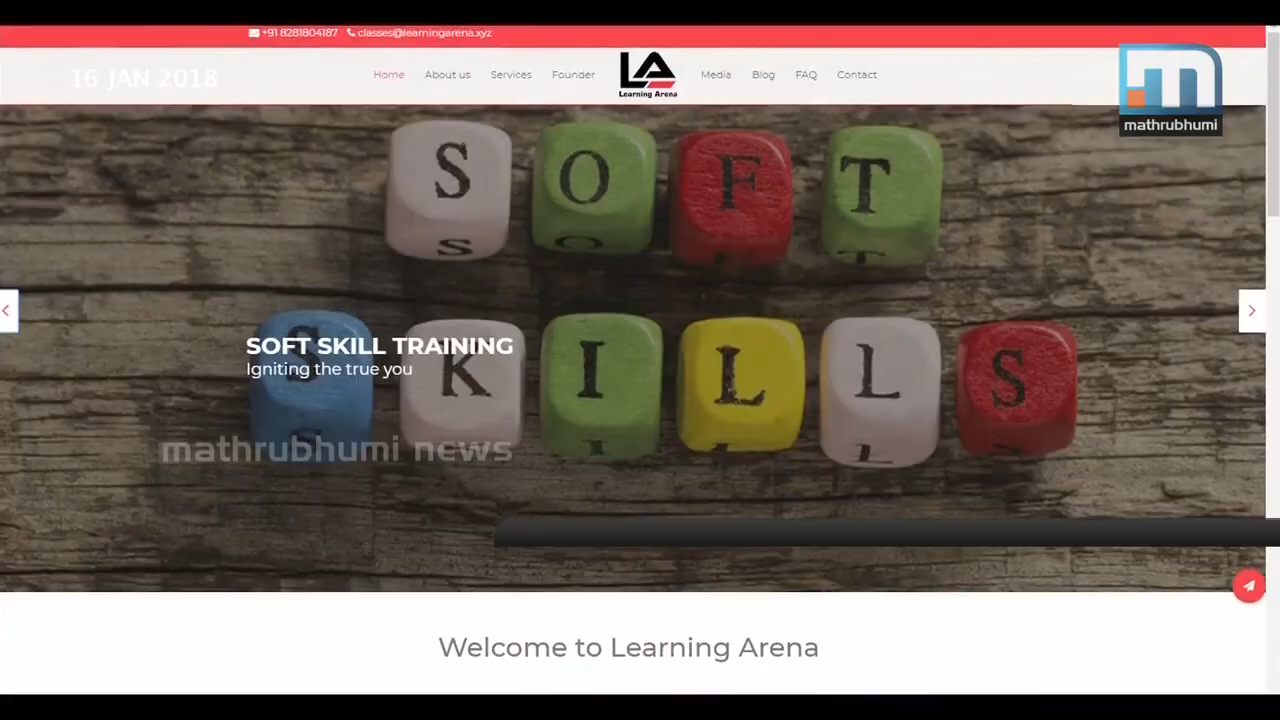 +91 8281804187 classes@learningarena.xyz
16 JAN 2018
Home About us Services Founder
LA
Learning Arena
Media Blog FAQ Contact
m
mathrubhumi
S O F T
S O F T
S K I L L S
SOFT SKILL TRAINING
Igniting the true you
mathrubhumi news
Welcome to Learning Arena